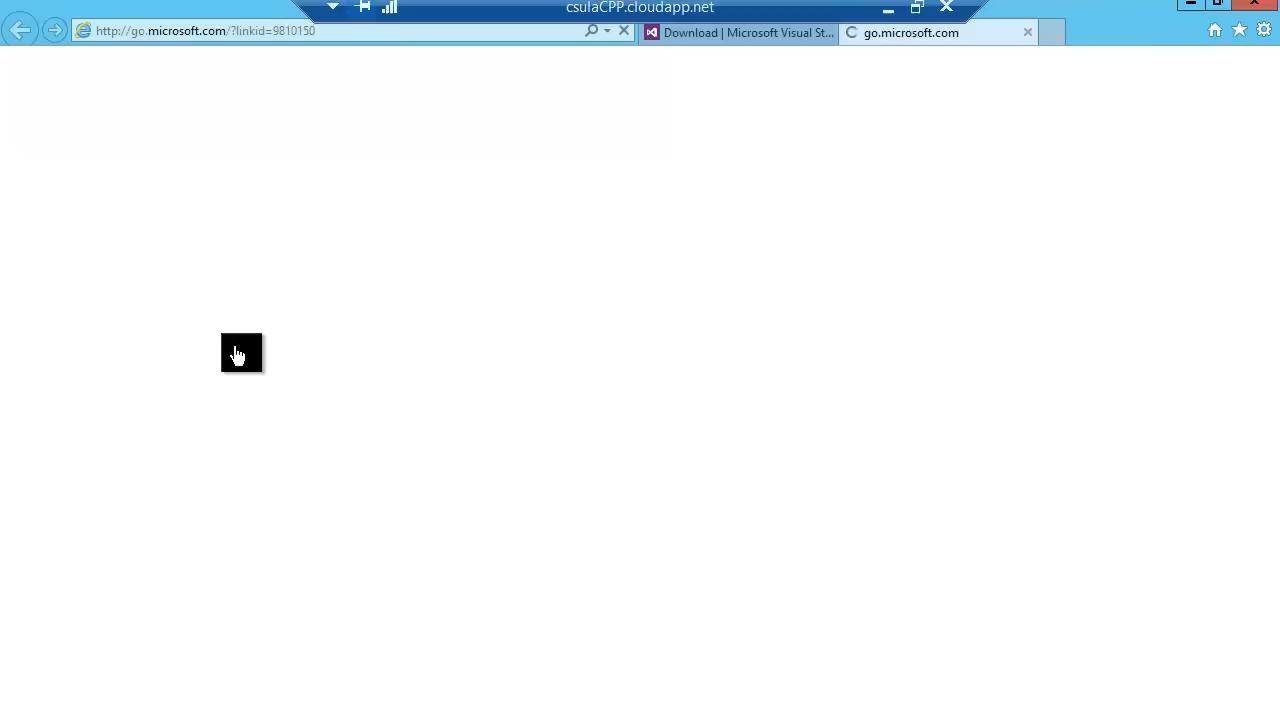 csulaCPP.cloudapp.net
http://go.microsoft.com/?linkid=9810150
Download | Microsoft Visual St...
go.microsoft.com